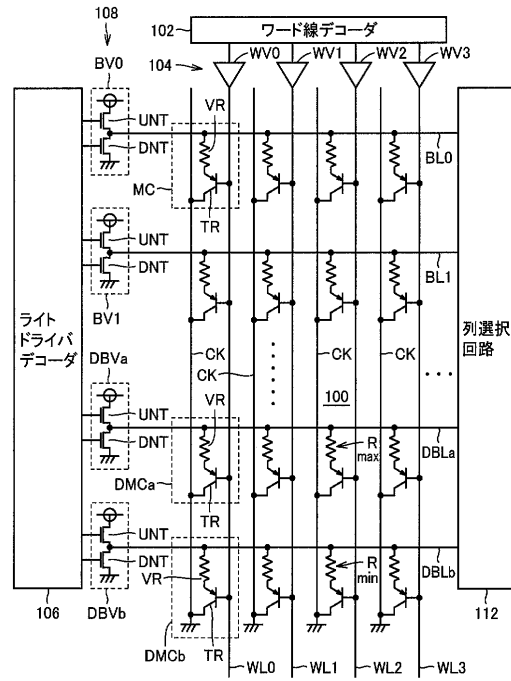 108
102
ワード線デコーダ
BV0
104
WV0
WV1
WV2
WV3
VR
UNT
DNT
BL0
MC
TR
BV1
UNT
DNT
BL1
ライト
ドライバ
デコーダ
列選択
回路
CK
CK
CK
CK
100
DBVa
VR
UNT
DNT
R
max
DBLa
DMCa
TR
UNT
DNT
VR
R
min
DBLb
106
DBVb
DMCb
TR
112
WL0
WL1
WL2
WL3